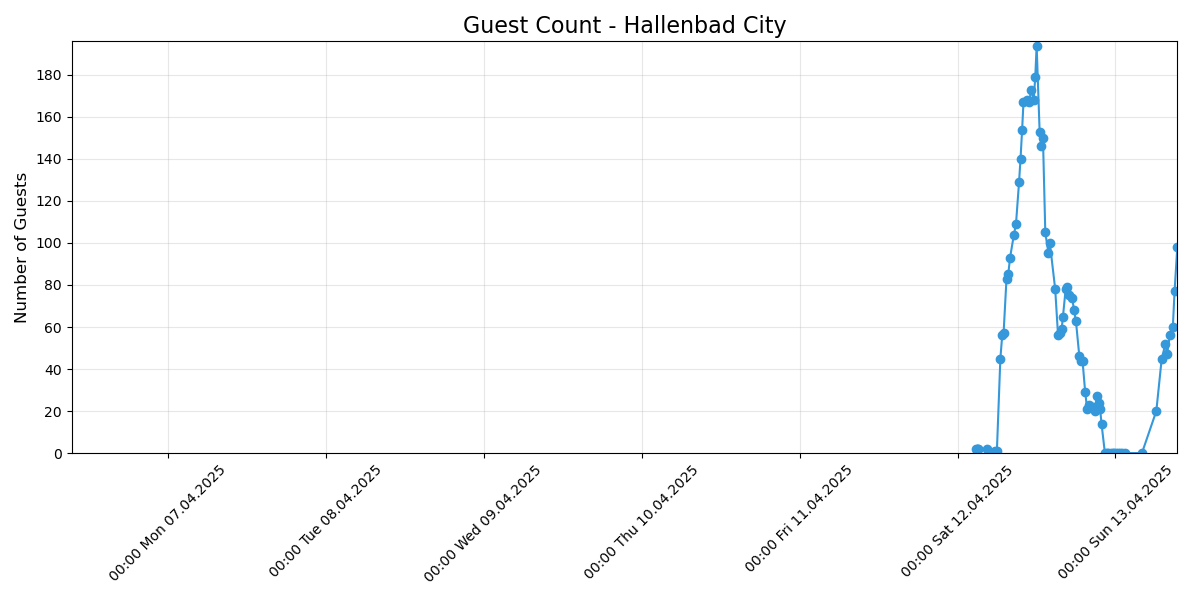 Guest Count - Hallenbad City
Number of Guests
180
160
140
120
100
80
60
40
20
0
00:00 Mon 07.04.2025
00:00 Tue 08.04.2025
00:00 Wed 09.04.2025
00:00 Thu 10.04.2025
00:00 Fri 11.04.2025
00:00 Sat 12.04.2025
00:00 Sun 13.04.2025